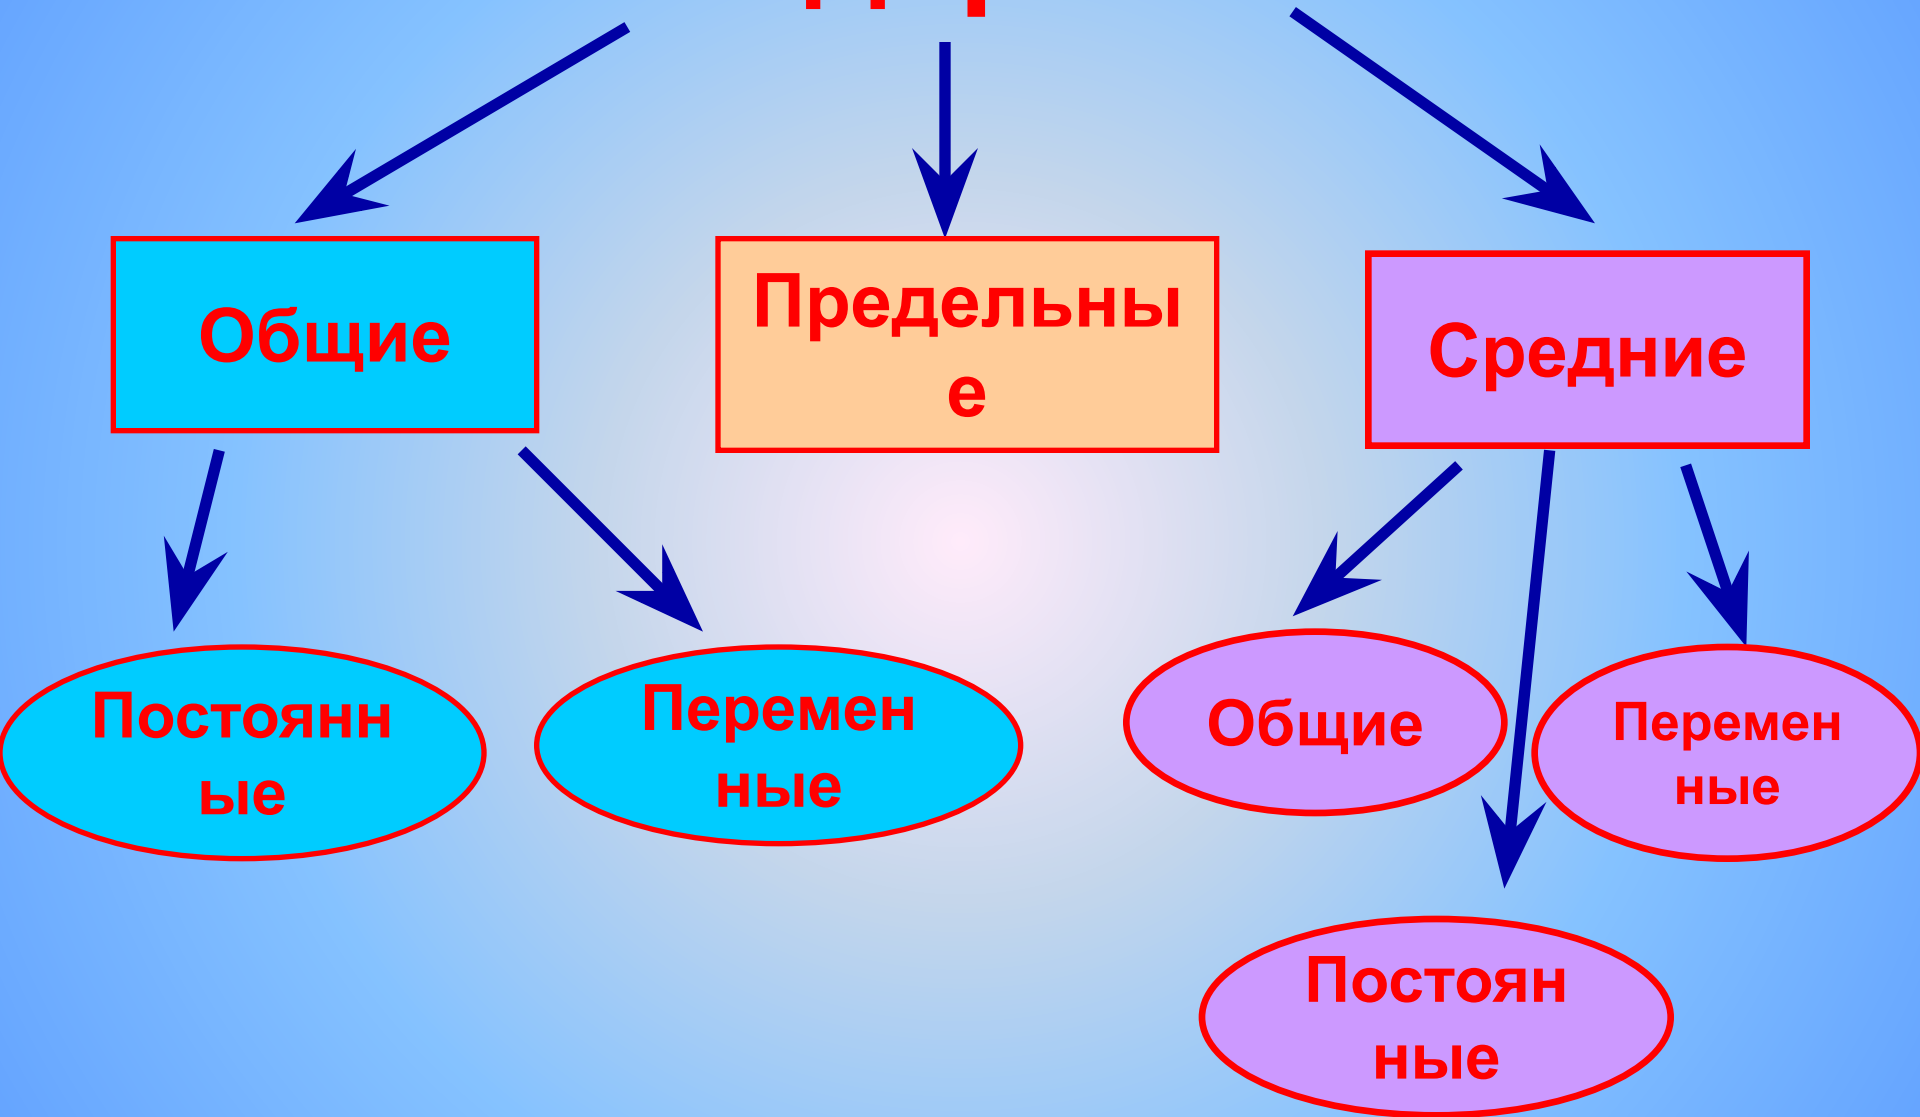 Общие
Предельны
е
Средние
Постоянн
ые
Перемен
ные
Общие
Перемен
ные
Постоян
ные